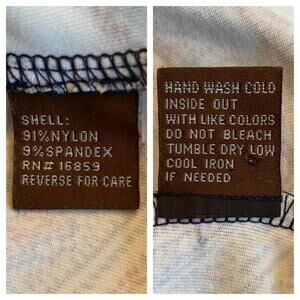 SHELL:
91%NYLON
9%SPANDEX
RN# 16859
REVERSE FOR CARE
HAND WASH COLD
INSIDE OUT
WITH LIKE COLORS
DO NOT BLEACH
TUMBLE DRY LOW
COOL IRON
IF NEEDED